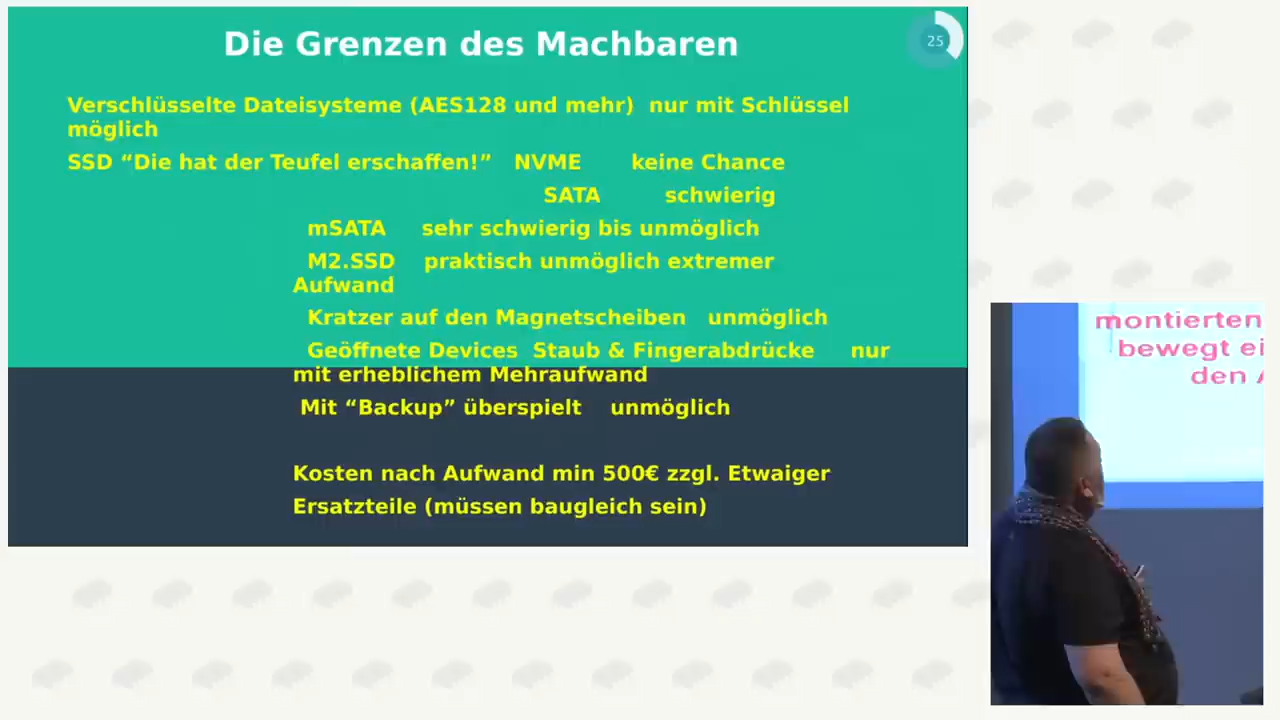 Die Grenzen des Machbaren
25
Verschlüsselte Dateisysteme (AES128 und mehr) nur mit Schlüssel
möglich
SSD “Die hat der Teufel erschaffen!” NVME keine Chance
SATA schwierig
mSATA sehr schwierig bis unmöglich
M2.SSD praktisch unmöglich extremer
Aufwand
Kratzer auf den Magnetscheiben unmöglich
Geöffnete Devices Staub & Fingerabdrücke nur
mit erheblichem Mehraufwand
Mit “Backup” überspielt unmöglich
Kosten nach Aufwand min 500€ zzgl. Etwaiger
Ersatzteile (müssen baugleich sein)
montierten
bewegt ei
den